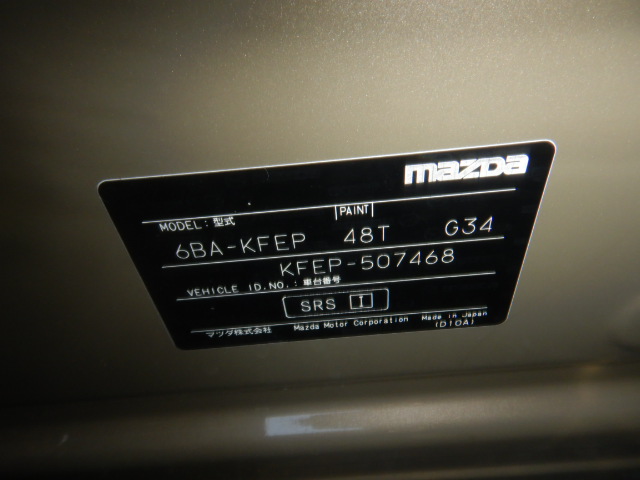 mazda
MODEL: 型式 PAINT
6BA-KFEP 48T G34
KFEP-507468
VEHICLE ID.NO.: 車台番号
SRS I
マツダ株式会社 Mazda Motor Corporation Made in Japan
(D10A)